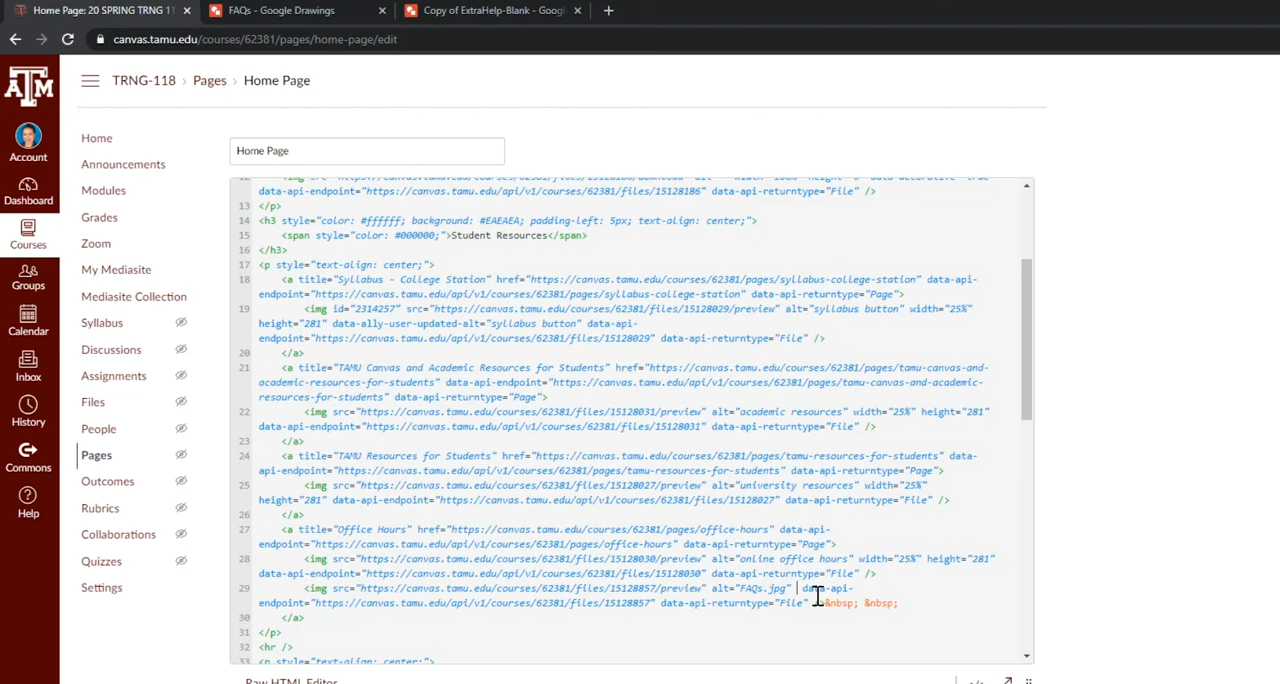 Home Page: 20 SPRING TRNG 11
FAQs - Google Drawings
Copy of ExtraHelp-Blank - Googl
canvas.tamu.edu/courses/62381/pages/home-page/edit
TRNG-118 › Pages › Home Page
ATM
Account
Dashboard
Courses
Groups
Calendar
Inbox
History
Commons
Help
Home
Announcements
Modules
Grades
Zoom
My Mediasite
Mediasite Collection
Syllabus
Discussions
Assignments
Files
People
Pages
Outcomes
Rubrics
Collaborations
Quizzes
Settings
Home Page
data-api-endpoint="https://canvas.tamu.edu/api/v1/courses/62381/files/15128186" data-api-returntype="File" />
13 </p>
14 <h3 style="color: #ffffff; background: #EAEAEA; padding-left: 5px; text-align: center;">
15 <span style="color: #000000;">Student Resources</span>
16 </h3>
17 <p style="text-align: center;">
18 <a title="Syllabus - College Station" href="https://canvas.tamu.edu/courses/62381/pages/syllabus-college-station" data-api-
endpoint="https://canvas.tamu.edu/api/v1/courses/62381/pages/syllabus-college-station" data-api-returntype="Page">
19 <img id="2314257" src="https://canvas.tamu.edu/courses/62381/files/15128029/preview" alt="syllabus button" width="25%"
height="281" data-ally-user-updated-alt="syllabus button" data-api-
endpoint="https://canvas.tamu.edu/api/v1/courses/62381/files/15128029" data-api-returntype="File" />
20 </a>
21 <a title="TAMU Canvas and Academic Resources for Students" href="https://canvas.tamu.edu/courses/62381/pages/tamu-canvas-and-
academic-resources-for-students" data-api-endpoint="https://canvas.tamu.edu/api/v1/courses/62381/pages/tamu-canvas-and-academic-
resources-for-students" data-api-returntype="Page">
22 <img src="https://canvas.tamu.edu/courses/62381/files/15128031/preview" alt="academic resources" width="25%" height="281"
data-api-endpoint="https://canvas.tamu.edu/api/v1/courses/62381/files/15128031" data-api-returntype="File" />
23 </a>
24 <a title="TAMU Resources for Students" href="https://canvas.tamu.edu/courses/62381/pages/tamu-resources-for-students" data-
api-endpoint="https://canvas.tamu.edu/api/v1/courses/62381/pages/tamu-resources-for-students" data-api-returntype="Page">
25 <img src="https://canvas.tamu.edu/courses/62381/files/15128027/preview" alt="university resources" width="25%"
height="281" data-api-endpoint="https://canvas.tamu.edu/api/v1/courses/62381/files/15128027" data-api-returntype="File" />
26 </a>
27 <a title="Office Hours" href="https://canvas.tamu.edu/courses/62381/pages/office-hours" data-api-
endpoint="https://canvas.tamu.edu/api/v1/courses/62381/pages/office-hours" data-api-returntype="Page">
28 <img src="https://canvas.tamu.edu/courses/62381/files/15128030/preview" alt="online office hours" width="25%" height="281"
data-api-endpoint="https://canvas.tamu.edu/api/v1/courses/62381/files/15128030" data-api-returntype="File" />
29 <img src="https://canvas.tamu.edu/courses/62381/files/15128857/preview" alt="FAQs.jpg" data-api-
endpoint="https://canvas.tamu.edu/api/v1/courses/62381/files/15128857" data-api-returntype="File" />&nbsp; &nbsp;
30 </a>
31 </p>
32 <hr />
33 <p style="text-align: center;">
Raw HTML Editor